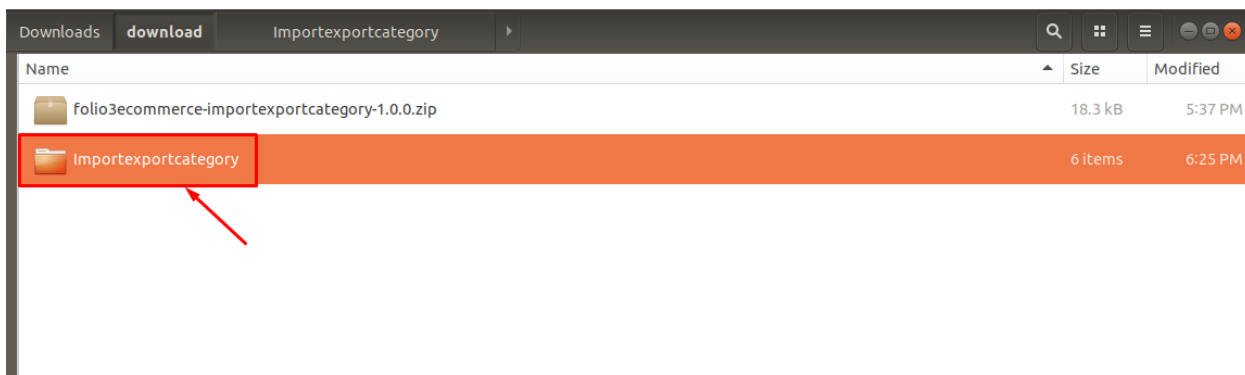 Downloads download Importexportcategory
Name Size Modified
folio3ecommerce-importexportcategory-1.0.0.zip 18.3 kB 5:37 PM
Importexportcategory 6 items 6:25 PM